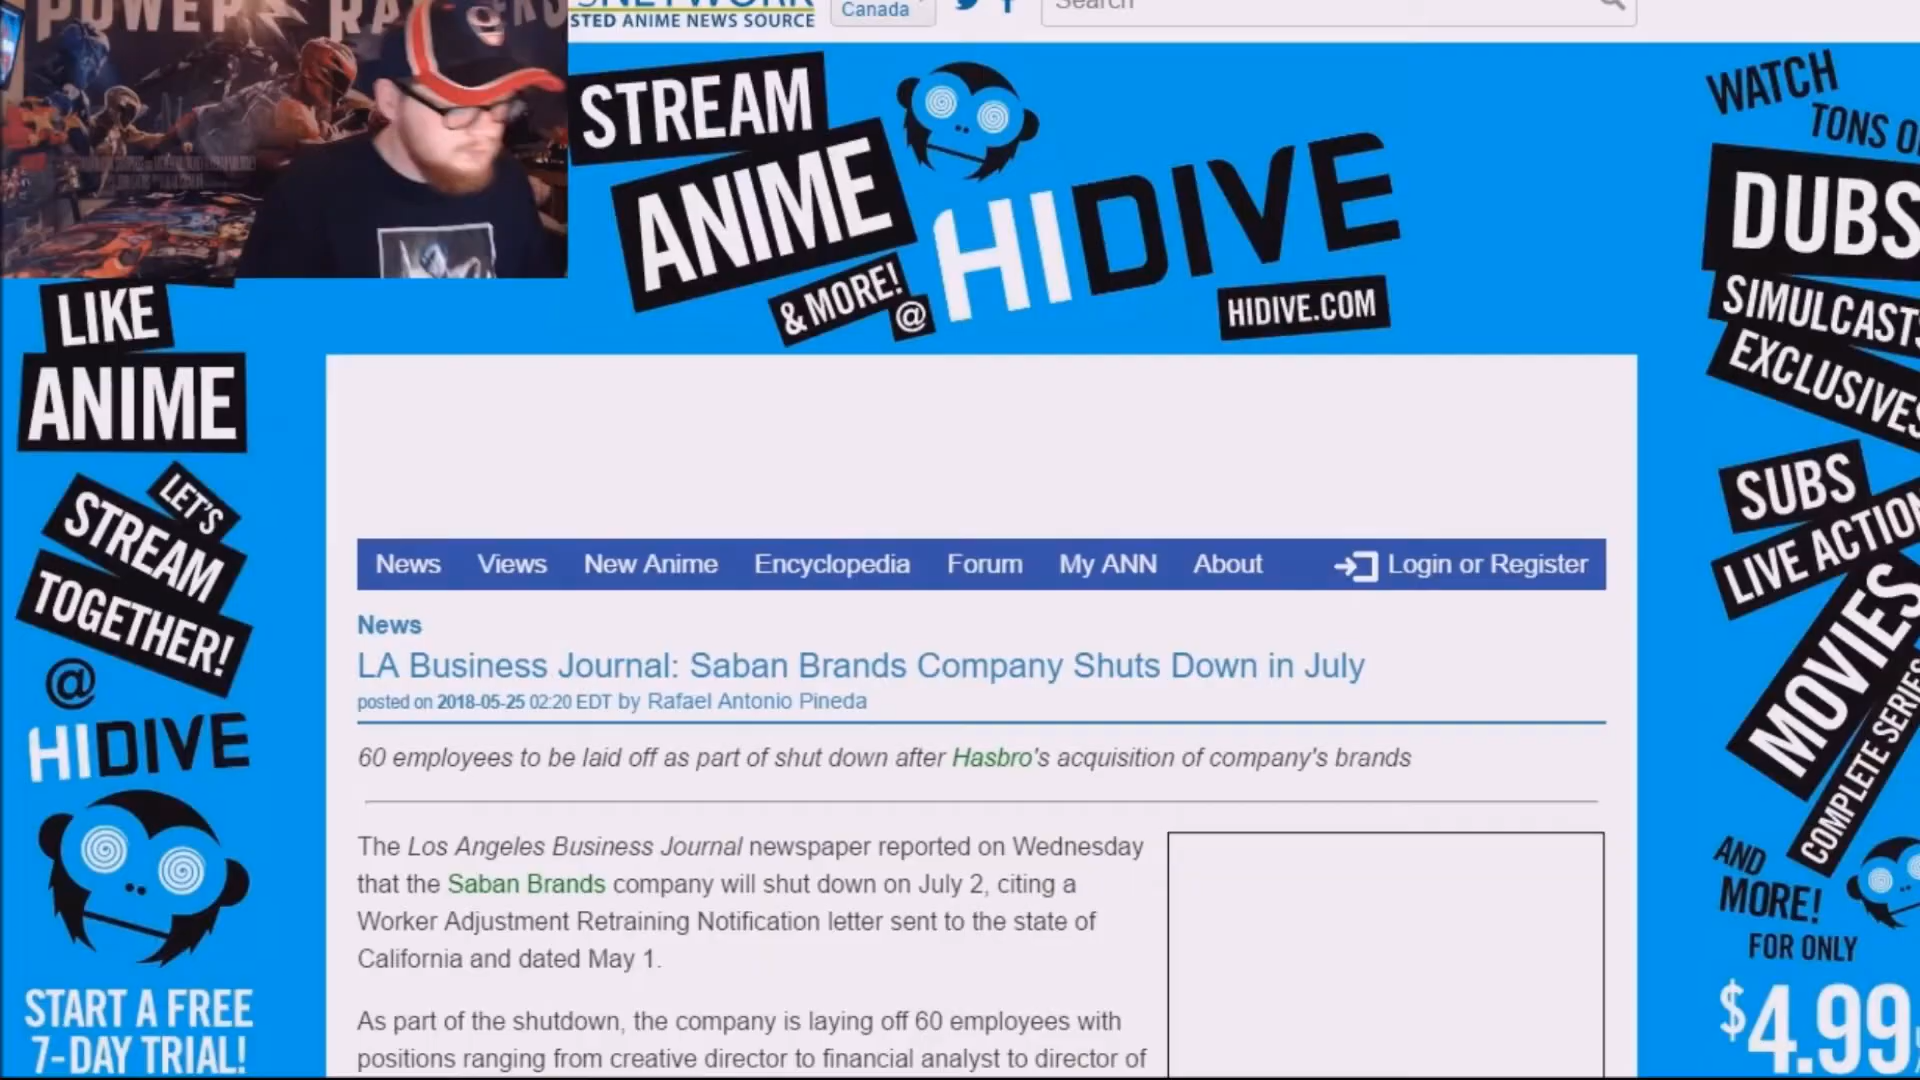 POWER RANGERS
STED ANIME NEWS SOURCE
Canada
Search
STREAM
ANIME
& MORE!
@
HIDIVE
HIDIVE.COM
LIKE
ANIME
LET'S
STREAM
TOGETHER!
@
HIDIVE
START A FREE
7-DAY TRIAL!
WATCH
TONS O
DUBS
SIMULCASTS
EXCLUSIVES
SUBS
LIVE ACTION
MOVIES
COMPLETE SERIES
AND
MORE!
FOR ONLY
$4.99
News Views New Anime Encyclopedia Forum My ANN About Login or Register
News
LA Business Journal: Saban Brands Company Shuts Down in July
posted on 2018-05-25 02:20 EDT by Rafael Antonio Pineda
60 employees to be laid off as part of shut down after Hasbro's acquisition of company's brands
The Los Angeles Business Journal newspaper reported on Wednesday
that the Saban Brands company will shut down on July 2, citing a
Worker Adjustment Retraining Notification letter sent to the state of
California and dated May 1.
As part of the shutdown, the company is laying off 60 employees with
positions ranging from creative director to financial analyst to director of